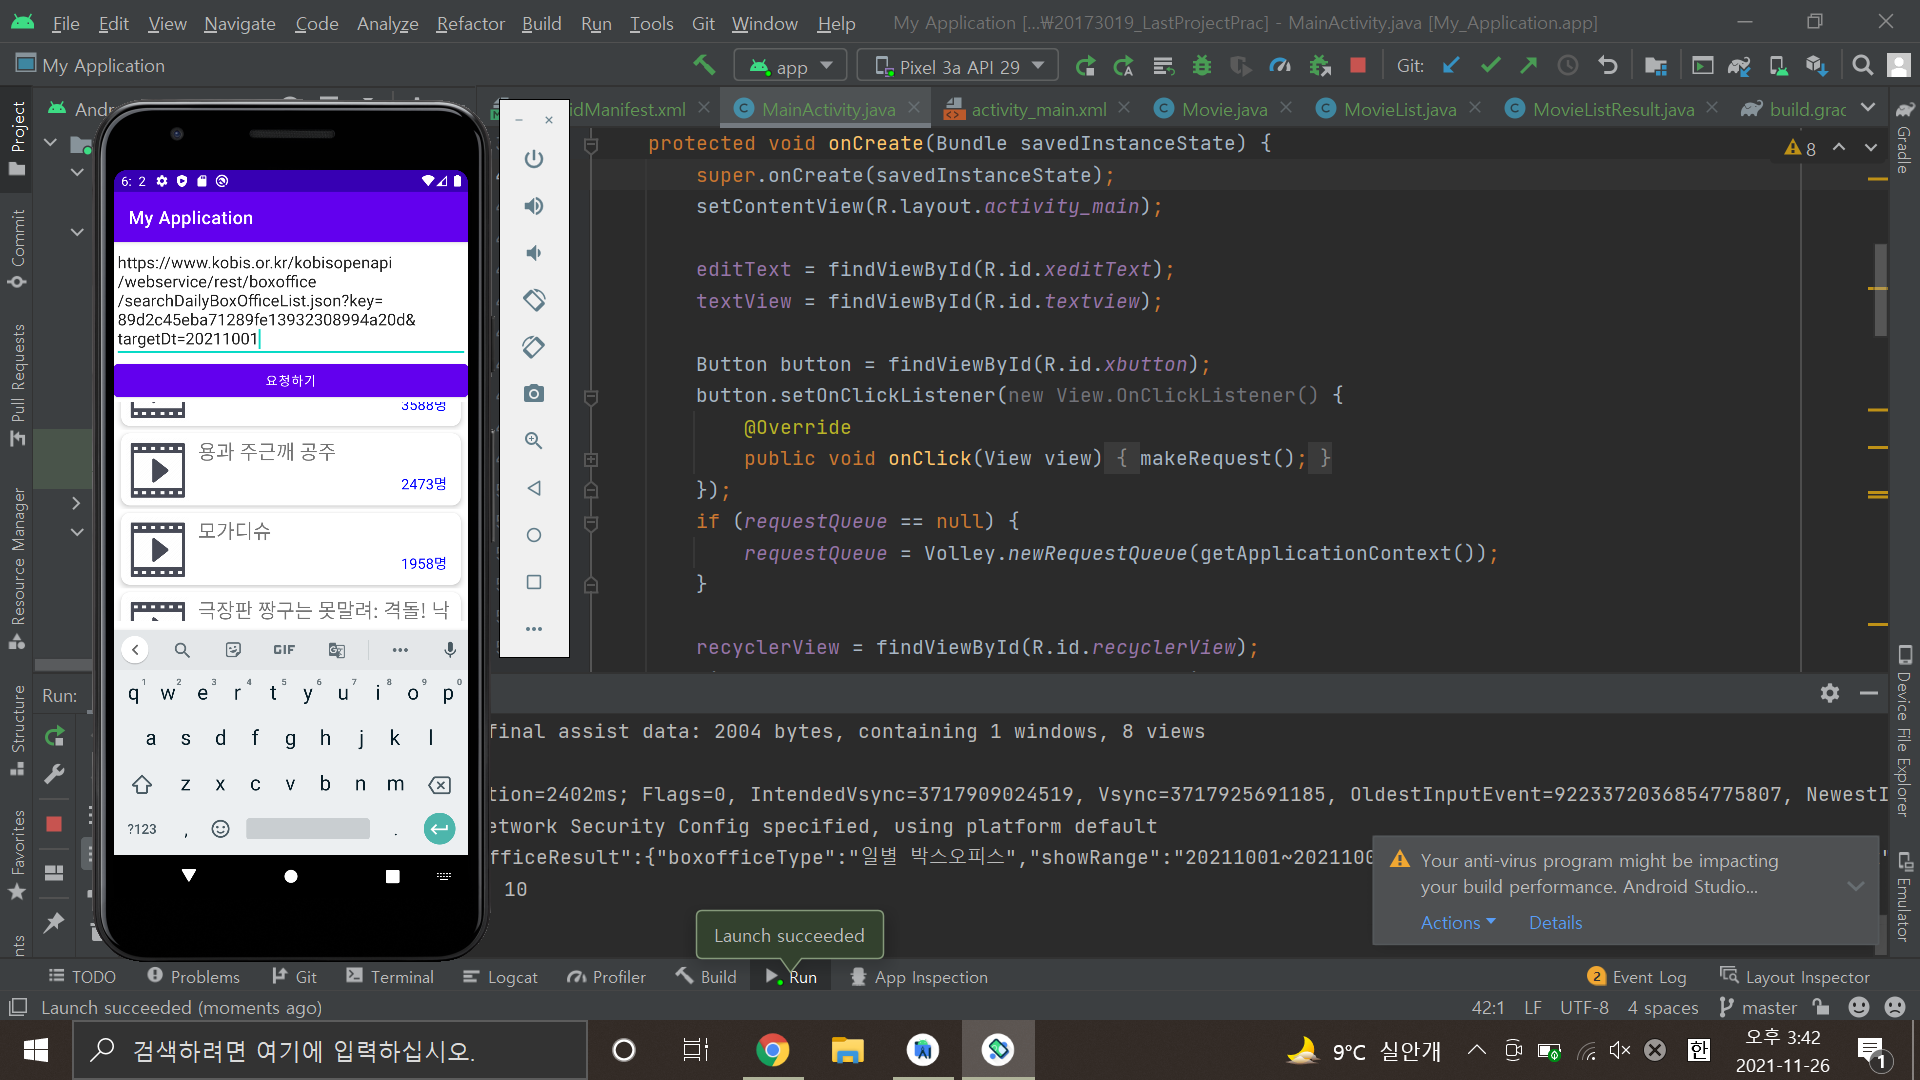 File Edit View Navigate Code Analyze Refactor Build Run Tools Git Window Help My Application [...₩20173019_LastProjectPrac] - MainActivity.java [My_Application.app]
My Application app Pixel 3a API 29 Git:
MainActivity.java activity_main.xml Movie.java MovieList.java MovieListResult.java
Project
Commit
Pull Requests
Resource Manager
Structure
Favorites
6: 2
My Application
https://www.kobis.or.kr/kobisopenapi
/webservice/rest/boxoffice
/searchDailyBoxOfficeList.json?key=
89d2c45eba71289fe13932308994a20d&
targetDt=20211001
요청하기
3588명
용과 주근깨 공주
2473명
모가디슈
1958명
극장판 짱구는 못말려: 격돌! 낙
GIF
q1 w2 e3 r4 t5 y6 u7 i8 o9 p0
a s d f g h j k l
z x c v b n m
?123 , .
protected void onCreate(Bundle savedInstanceState) {
super.onCreate(savedInstanceState);
setContentView(R.layout.activity_main);
editText = findViewById(R.id.xeditText);
textView = findViewById(R.id.textview);
Button button = findViewById(R.id.xbutton);
button.setOnClickListener(new View.OnClickListener() {
@Override
public void onClick(View view) { makeRequest(); }
});
if (requestQueue == null) {
requestQueue = Volley.newRequestQueue(getApplicationContext());
}
recyclerView = findViewById(R.id.recyclerView);
8
Gradle
Device File Explorer
Emulator
Run:
final assist data: 2004 bytes, containing 1 windows, 8 views
tion=2402ms; Flags=0, IntendedVsync=3717909024519, Vsync=3717925691185, OldestInputEvent=9223372036854775807, NewestI
etwork Security Config specified, using platform default
fficeResult":{"boxofficeType":"일별 박스오피스","showRange":"20211001~2021100
10
Your anti-virus program might be impacting
your build performance. Android Studio...
Actions Details
Launch succeeded
TODO Problems Git Terminal Logcat Profiler Build Run App Inspection 2 Event Log Layout Inspector
Launch succeeded (moments ago) 42:1 LF UTF-8 4 spaces master
검색하려면 여기에 입력하십시오. 9°C 실안개 한 오후 3:42
2021-11-26 1